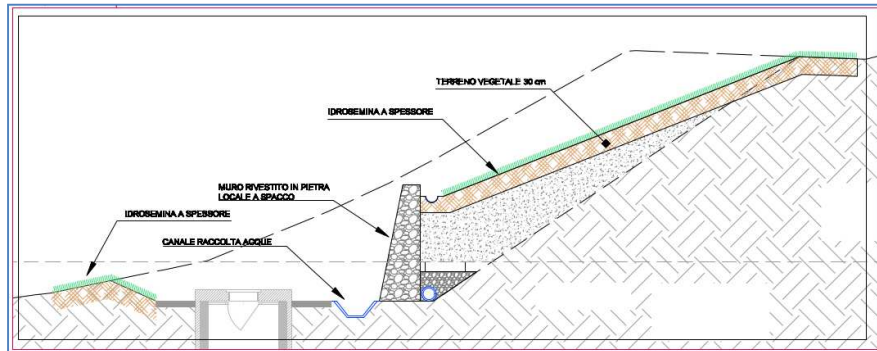 TERRENO VEGETALE 30 cm
IDROSEMINA A SPESSORE
MURO RIVESTITO IN PIETRA
LOCALE A SPACCO
IDROSEMINA A SPESSORE
CANALE RACCOLTA ACQUE